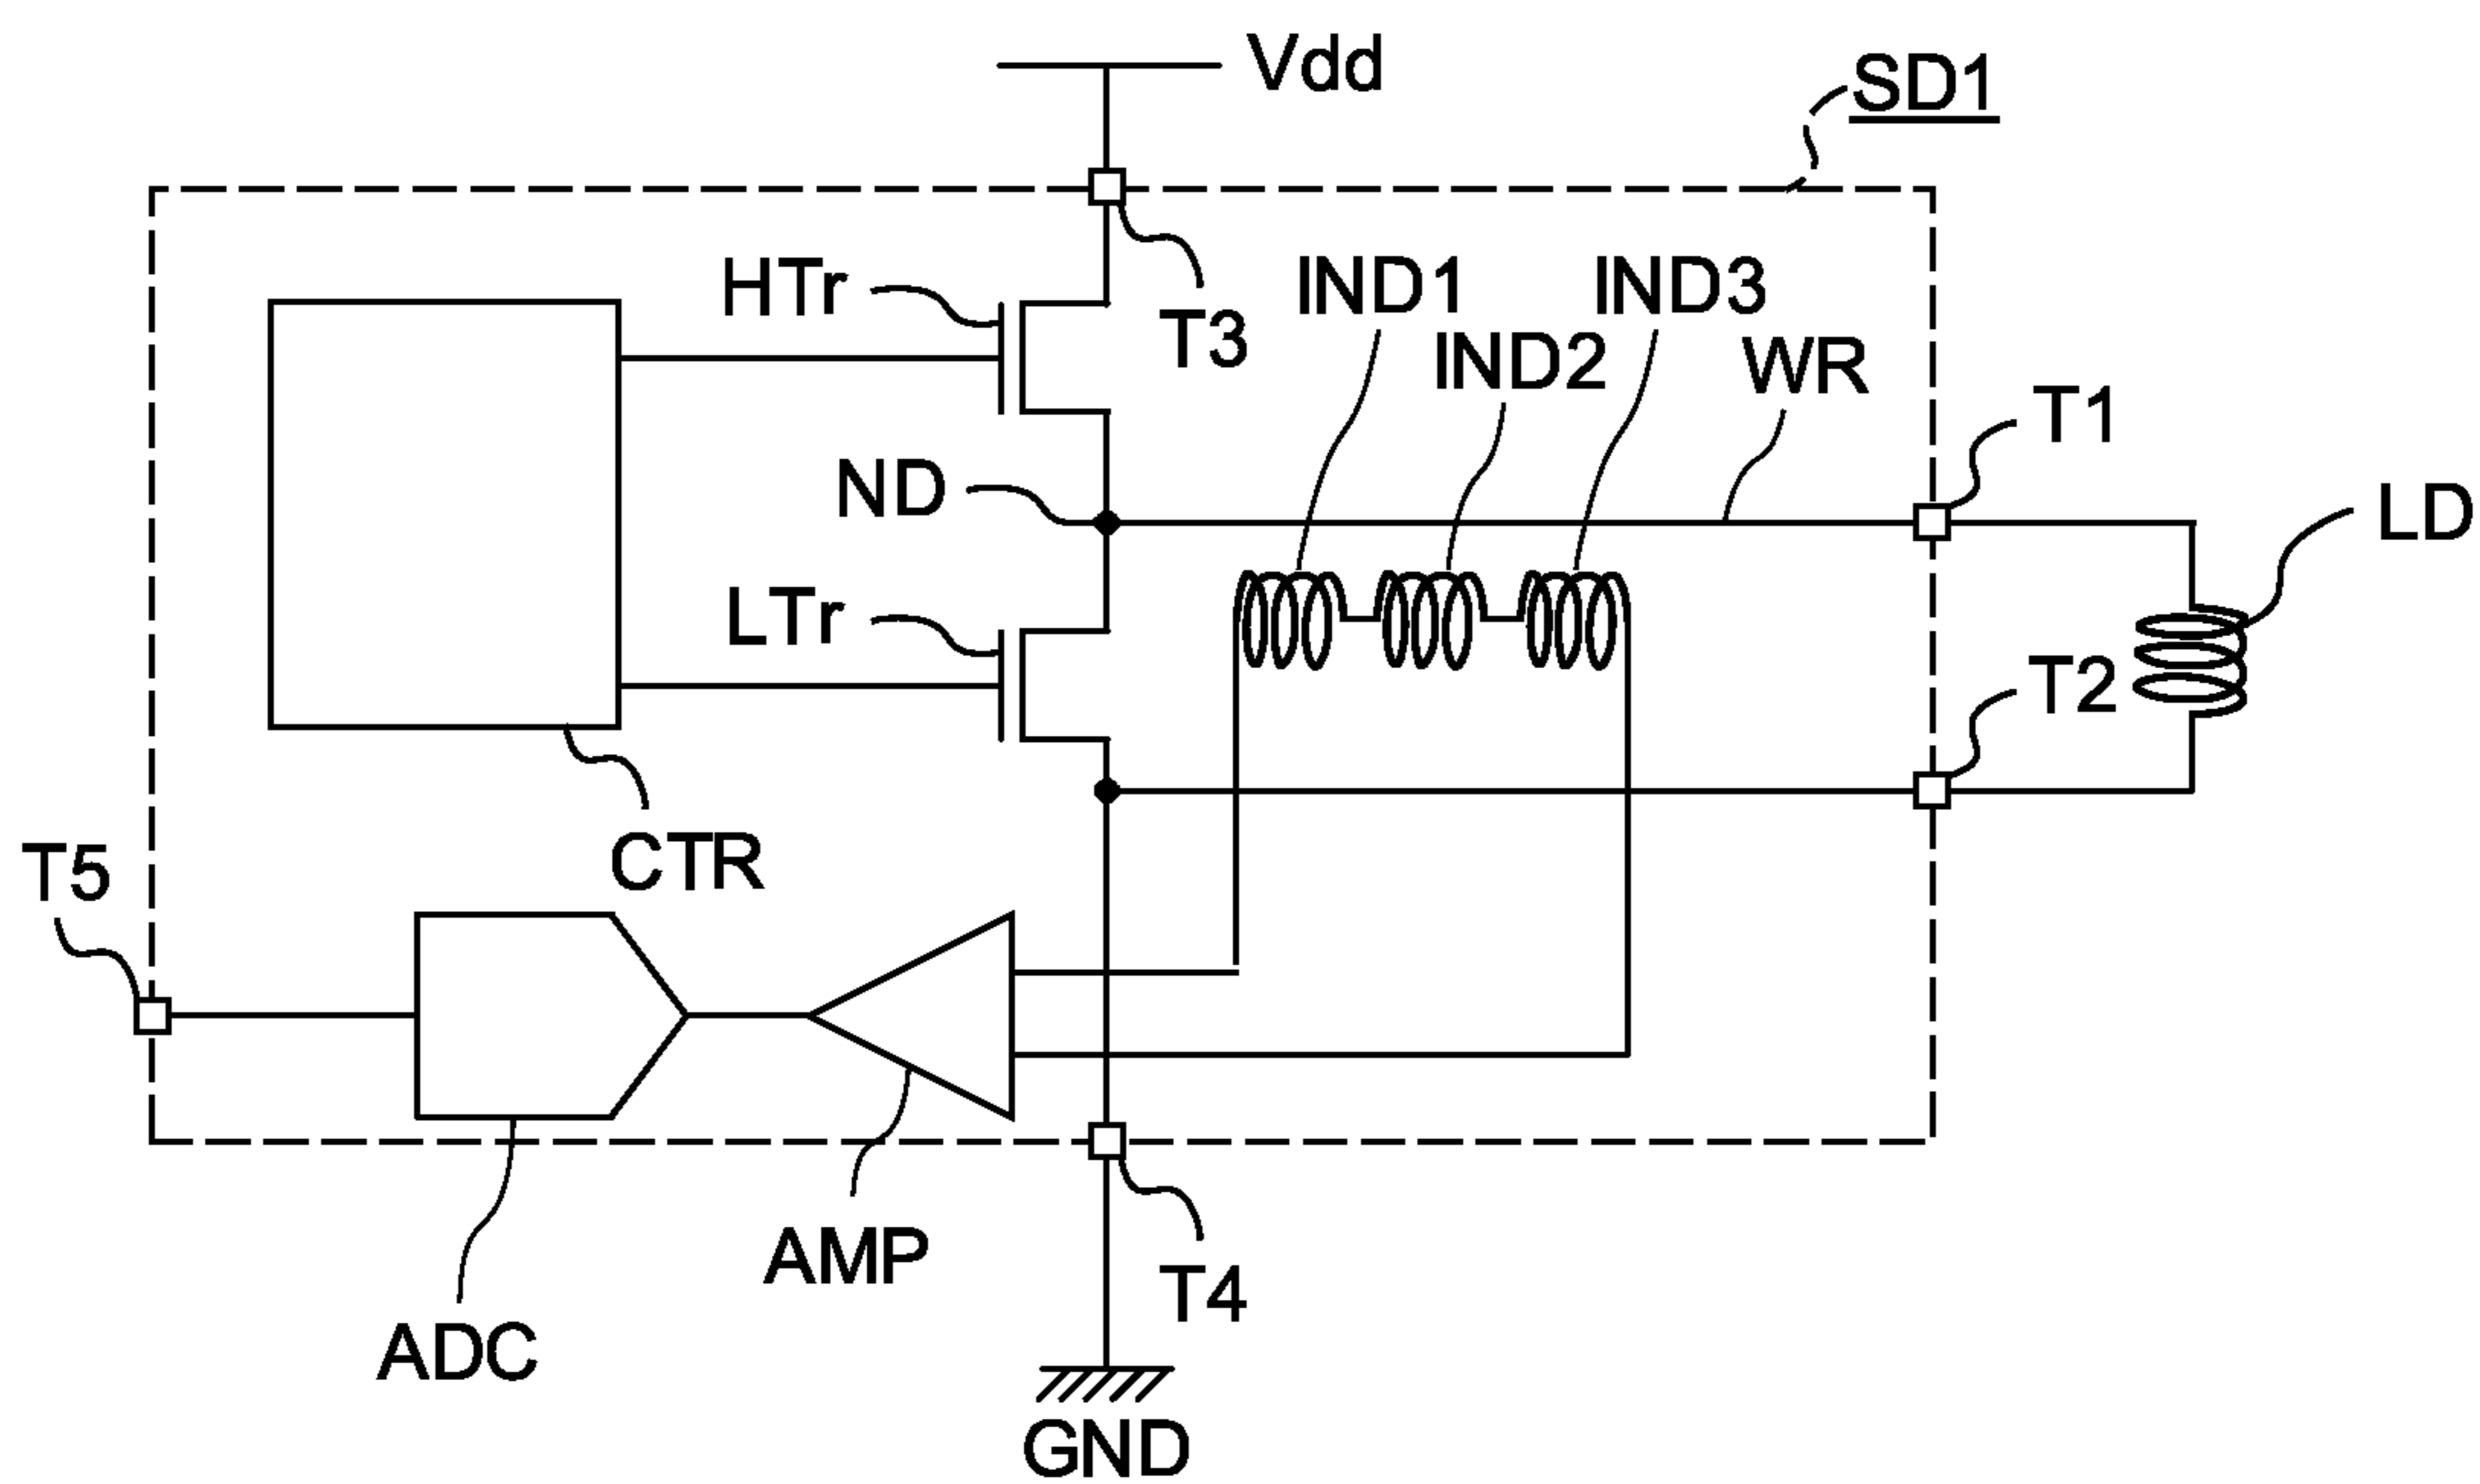 Vdd
SD1
HTr
T3
IND1
IND3
IND2
WR
T1
ND
LD
LTr
T2
CTR
T5
AMP
T4
ADC
GND